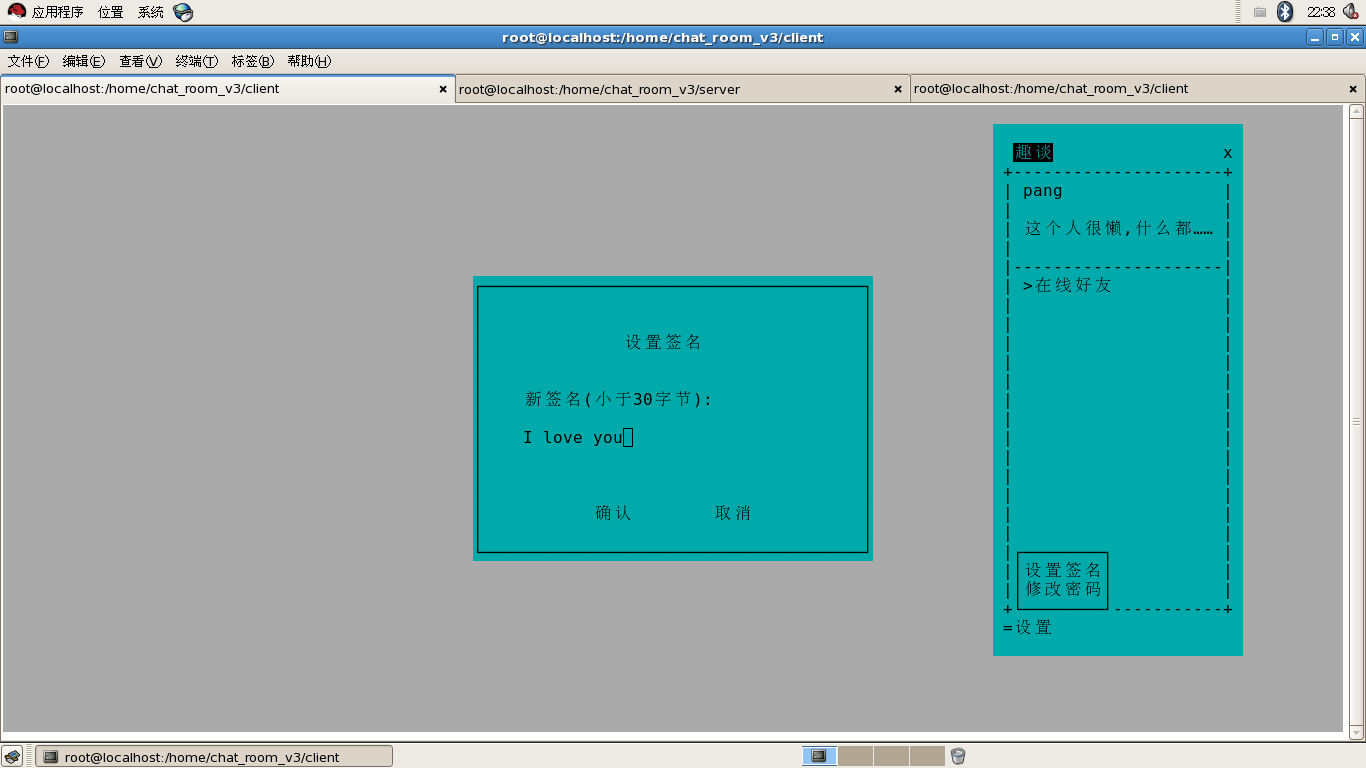 应用程序 位置 系统 22:38
root@localhost:/home/chat_room_v3/client
文件(F) 编辑(E) 查看(V) 终端(T) 标签(B) 帮助(H)
root@localhost:/home/chat_room_v3/client root@localhost:/home/chat_room_v3/server root@localhost:/home/chat_room_v3/client
设置签名
新签名(小于30字节):
I love you
确认 取消
趣谈 x
pang
这个人很懒,什么都……
>在线好友
设置签名
修改密码
=设置
root@localhost:/home/chat_room_v3/client